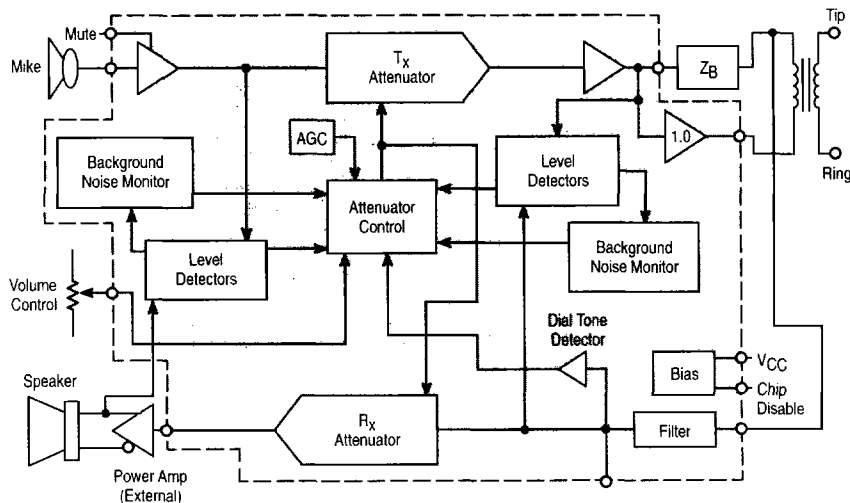 Mute
Mike
Tx
Attenuator
ZB
Tip
Ring
1.0
AGC
Background
Noise Monitor
Level
Detectors
Attenuator
Control
Level
Detectors
Background
Noise Monitor
Volume
Control
Dial Tone
Detector
Bias
VCC
Chip
Disable
Speaker
Power Amp
(External)
Rx
Attenuator
Filter